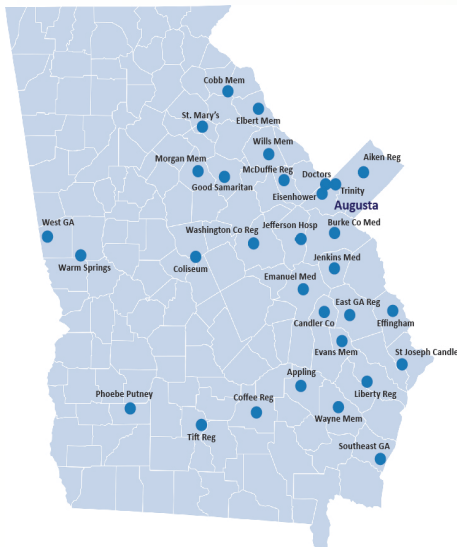 Cobb Mem
Elbert Mem
St. Mary's
Wills Mem
Morgan Mem
McDuffie Reg
Good Samaritan
Doctors
Aiken Reg
Trinity
Eisenhower
Augusta
West GA
Washington Co Reg
Jefferson Hosp
Burke Co Med
Warm Springs
Coliseum
Jenkins Med
Emanuel Med
East GA Reg
Candler Co
Effingham
Evans Mem
St Joseph Candle
Appling
Liberty Reg
Phoebe Putney
Coffee Reg
Wayne Mem
Tift Reg
Southeast GA